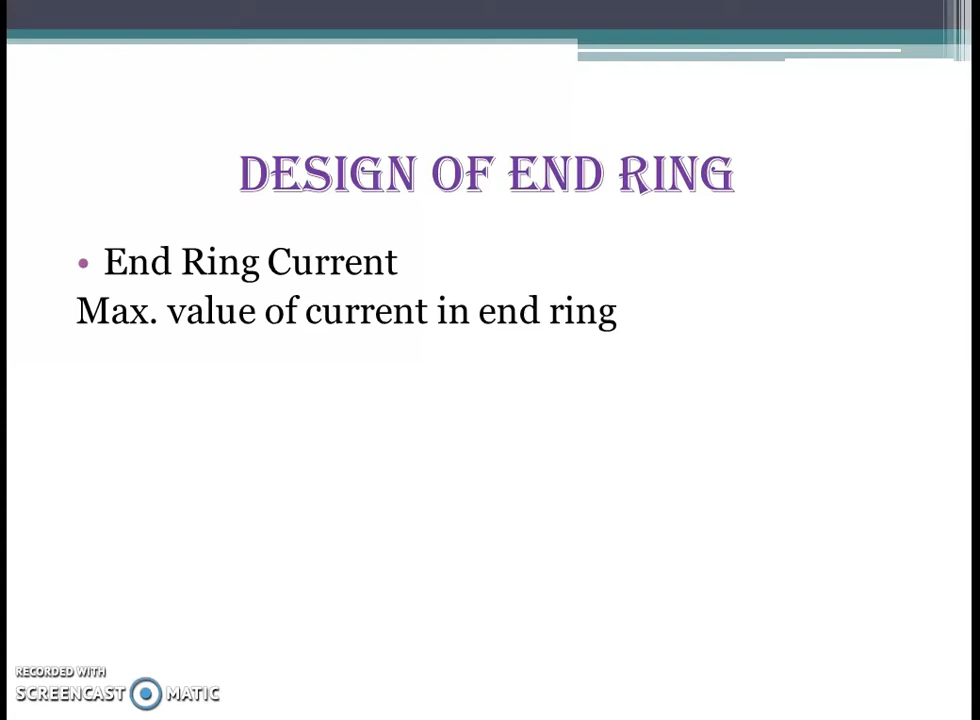 DESIGN OF END RING
• End Ring Current
Max. value of current in end ring
RECORDED WITH
SCREENCAST MATIC